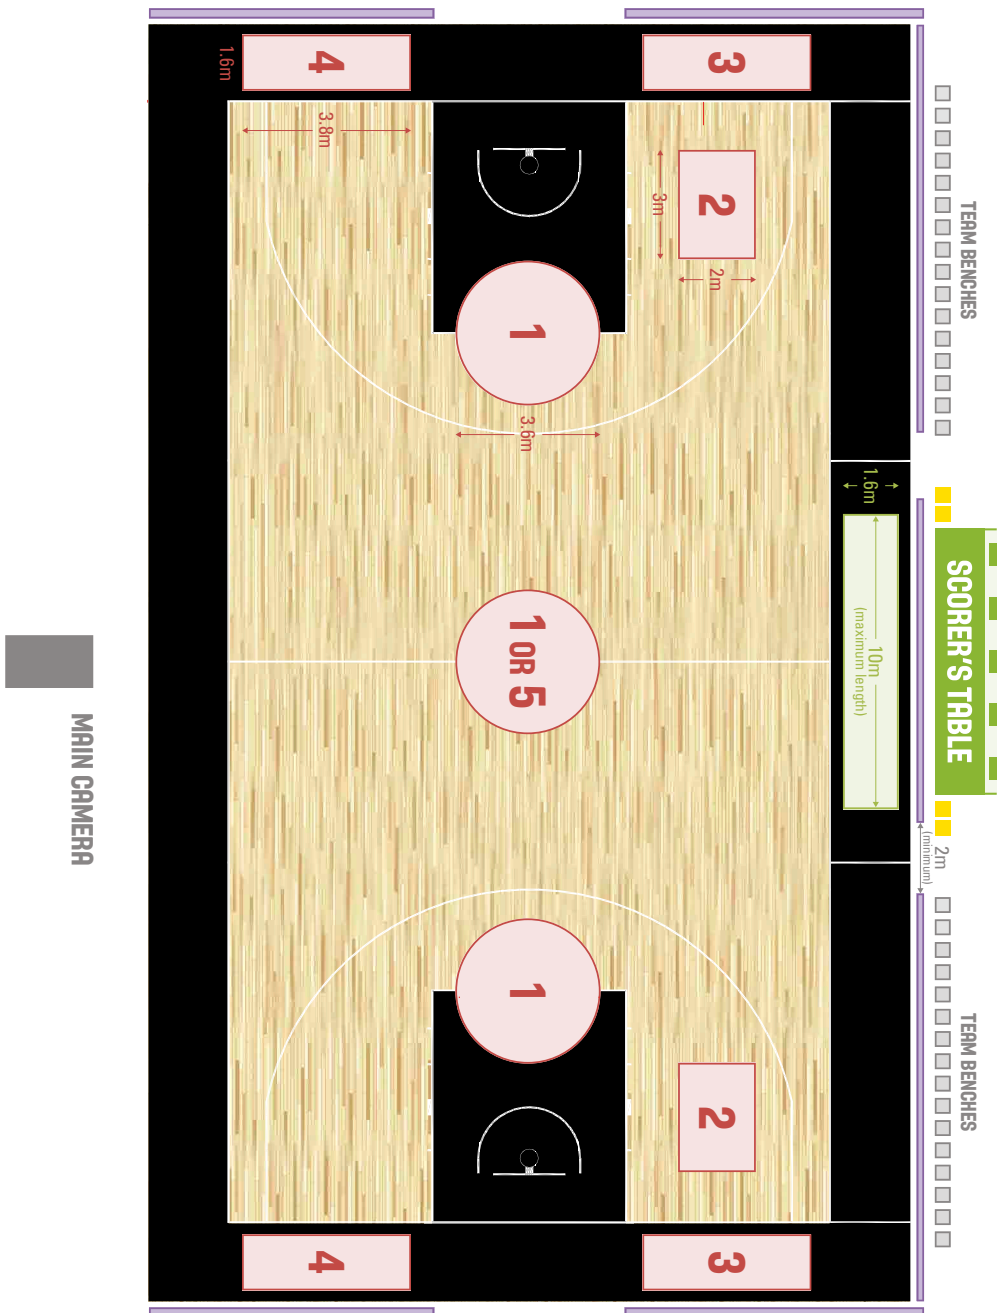 4
3
1.6m
3.8m
2
3m
2m
TEAM BENCHES
1
3.6m
1.6m
1 OR 5
10m
(maximum length)
SCORER'S TABLE
MAIN CAMERA
2m
(minimum)
1
2
TEAM BENCHES
4
3